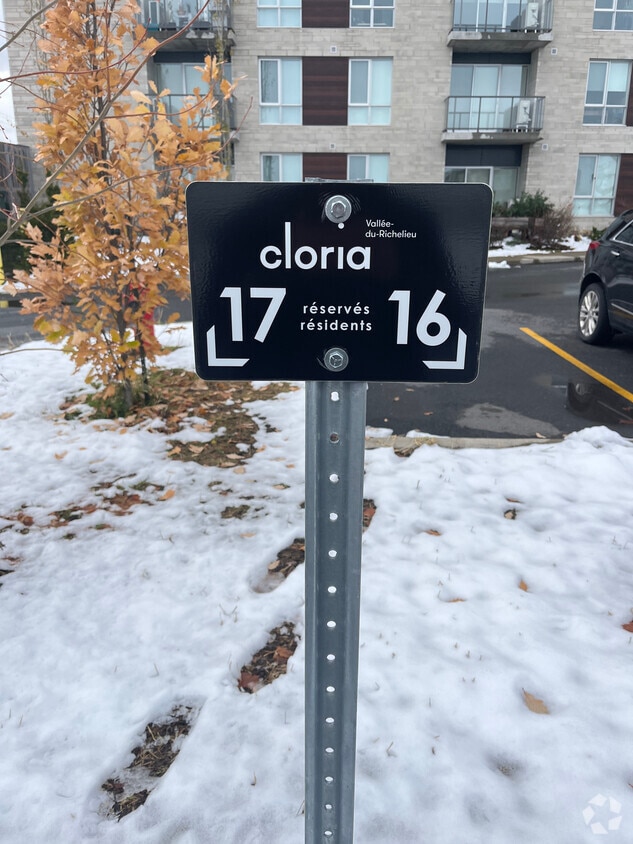 cloria
Vallée-
du-Richelieu
17 réservés 16
résidents